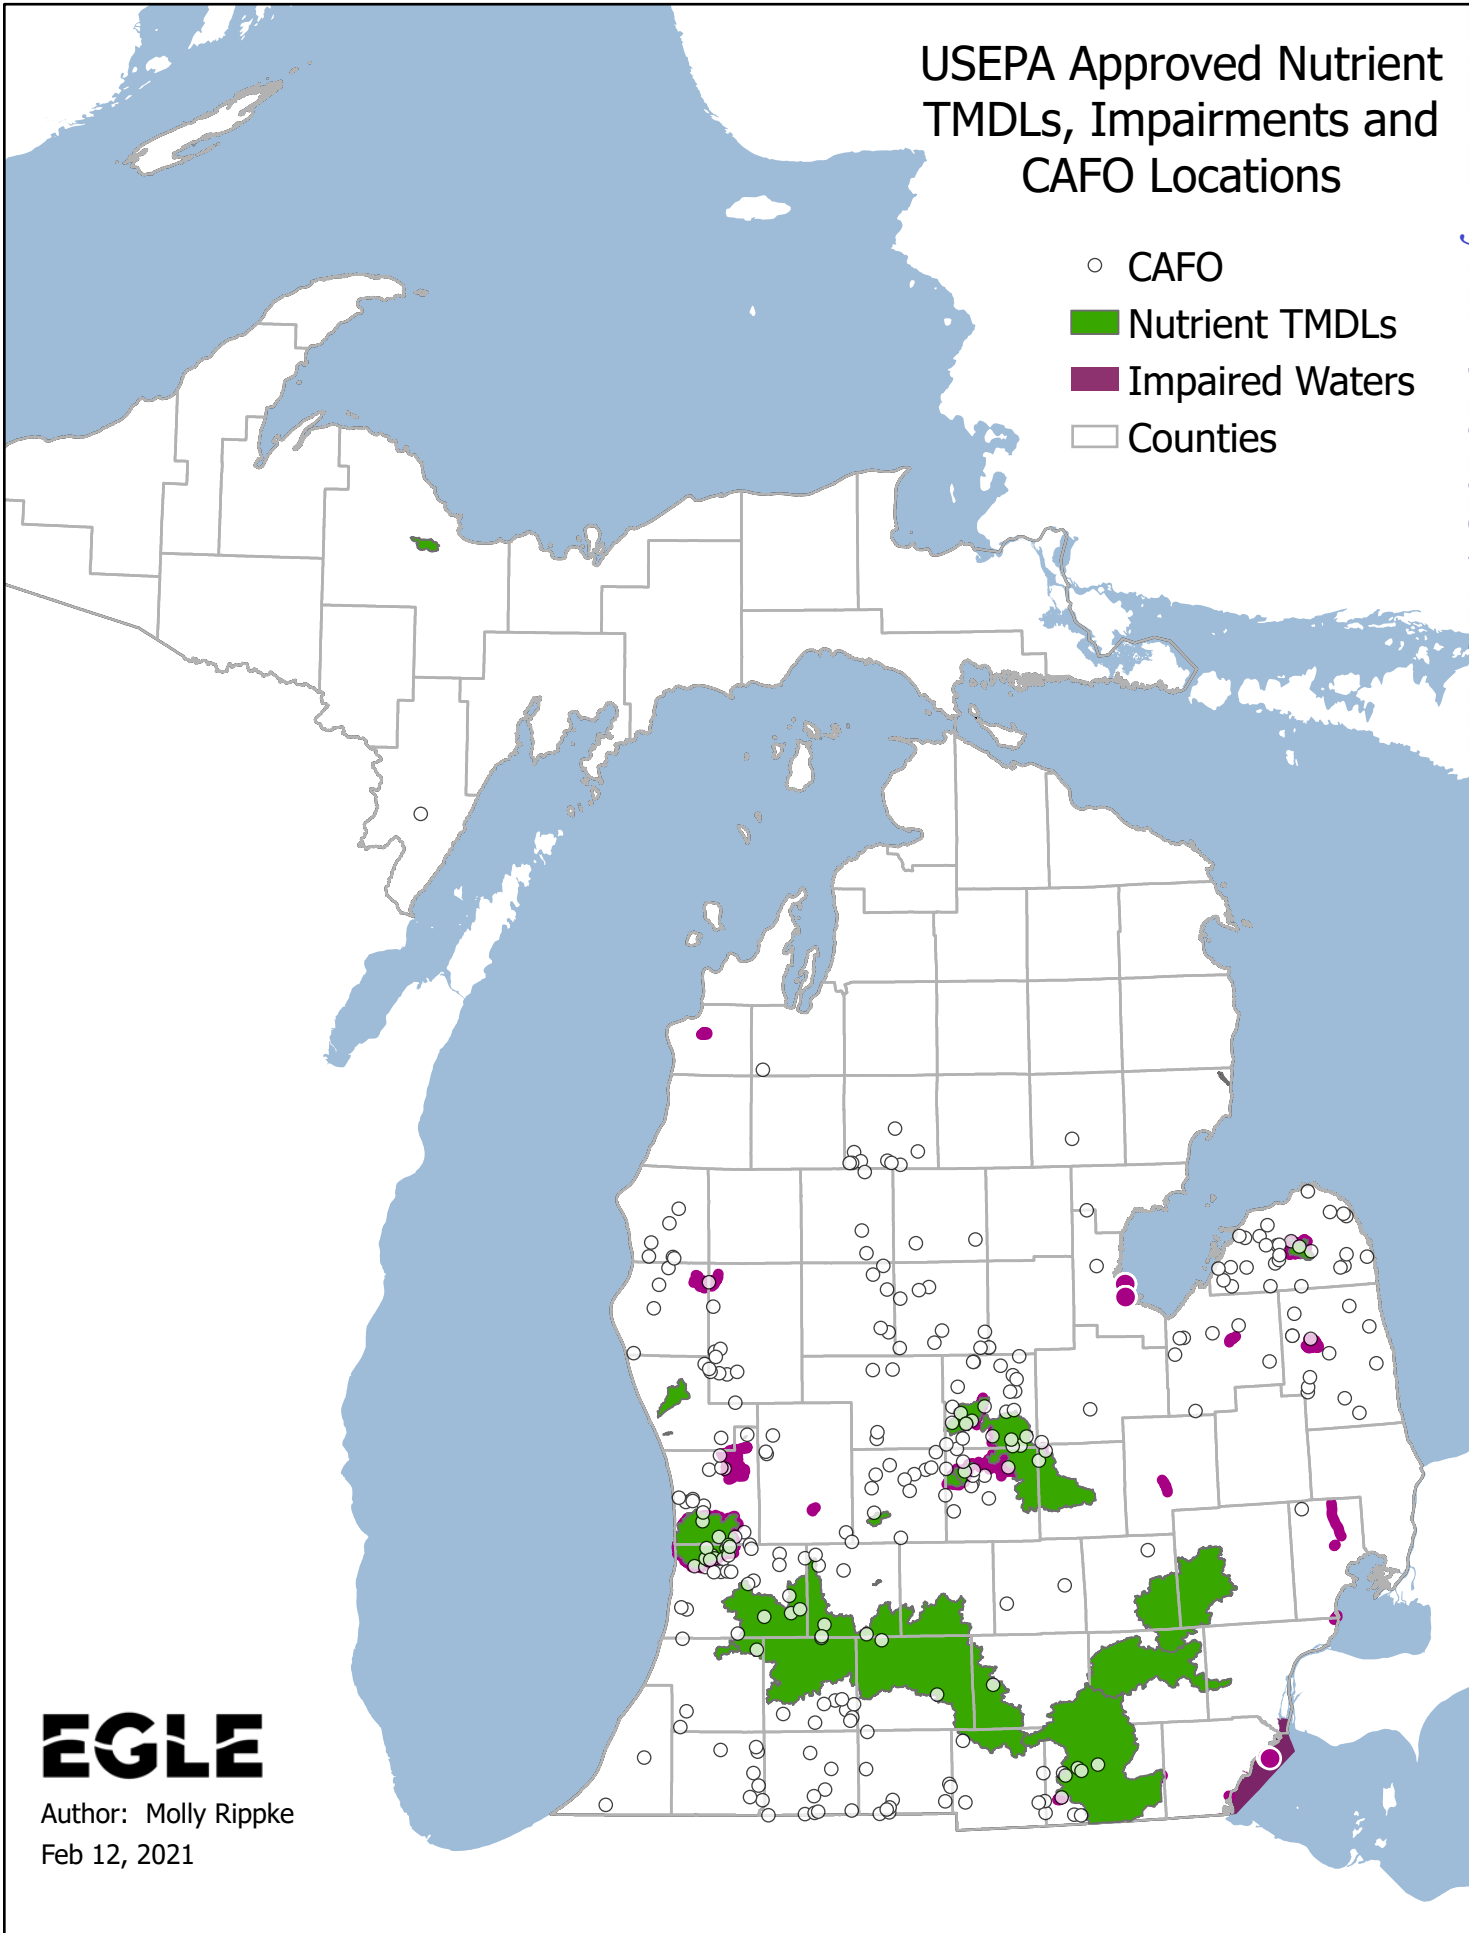 USEPA Approved Nutrient
TMDLs, Impairments and
CAFO Locations
CAFO
Nutrient TMDLs
Impaired Waters
Counties
EGLE
Author: Molly Rippke
Feb 12, 2021